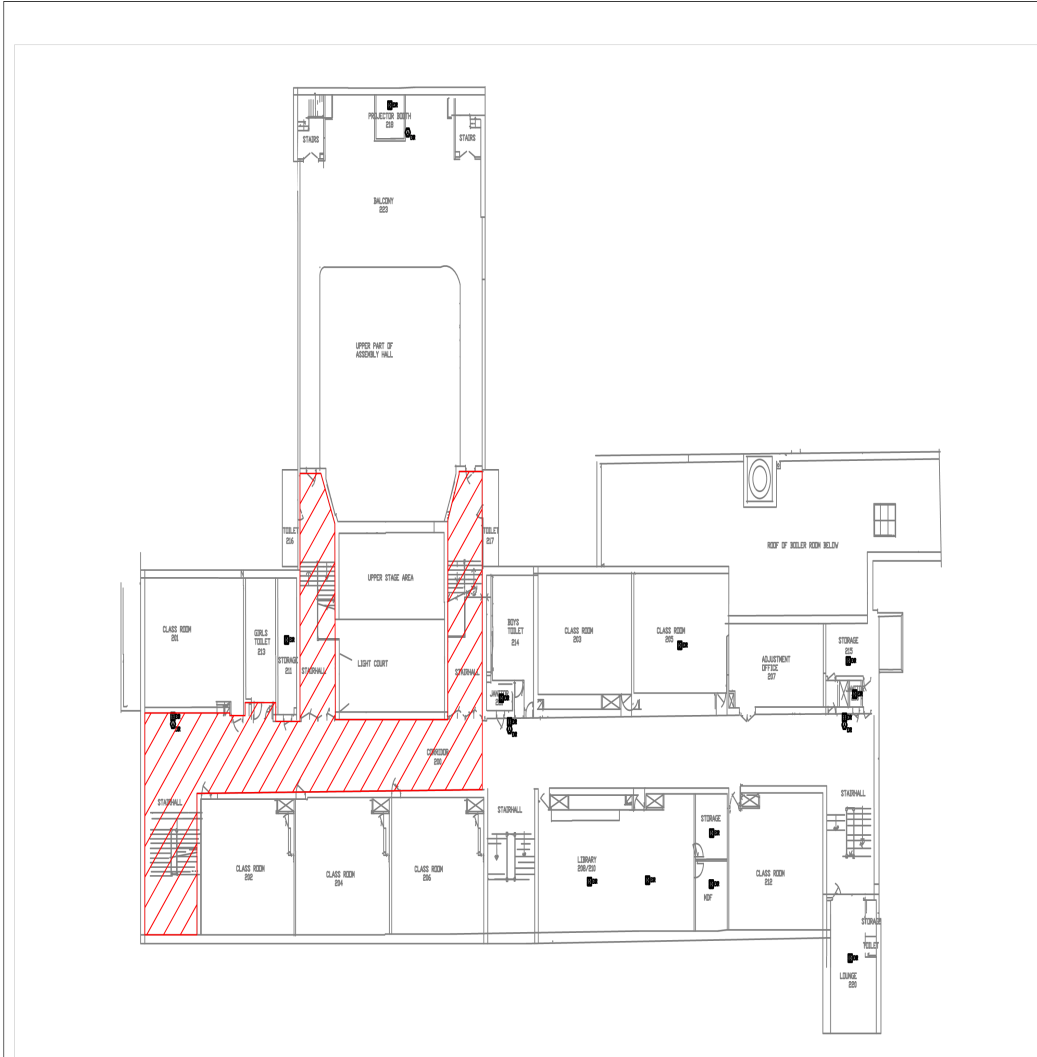 PROJECTOR BOOTH
218
STAIRS
STAIRS
BALCONY
223
UPPER PART OF
ASSEMBLY HALL
TOILET
216
TOILET
217
ROOF OF BOILER ROOM BELOW
UPPER STAGE AREA
CLASS ROOM
201
GIRLS
TOILET
213
STORAGE
211
STAIRHALL
LIGHT COURT
STAIRHALL
BOYS
TOILET
214
CLASS ROOM
203
CLASS ROOM
205
ADJUSTMENT
OFFICE
207
STORAGE
215
CORRIDOR
200
STAIRHALL
STAIRHALL
STAIRHALL
CLASS ROOM
202
CLASS ROOM
204
CLASS ROOM
206
LIBRARY
208/210
STORAGE
MDF
CLASS ROOM
212
STORAGE
TOILET
LOUNGE
220